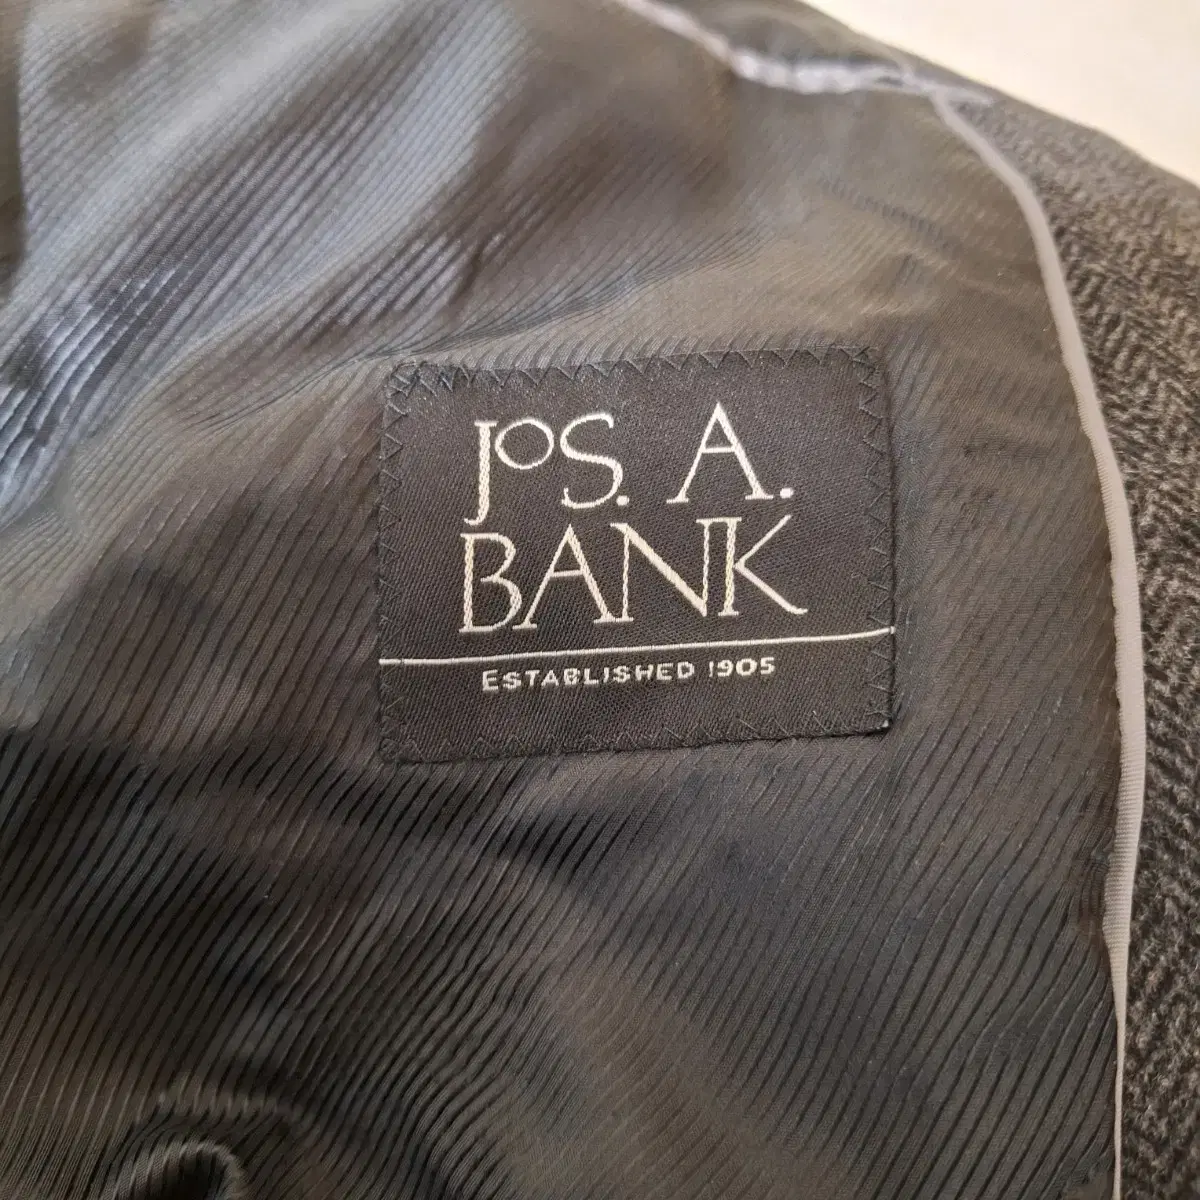 JoS. A.
BANK
ESTABLISHED 1905